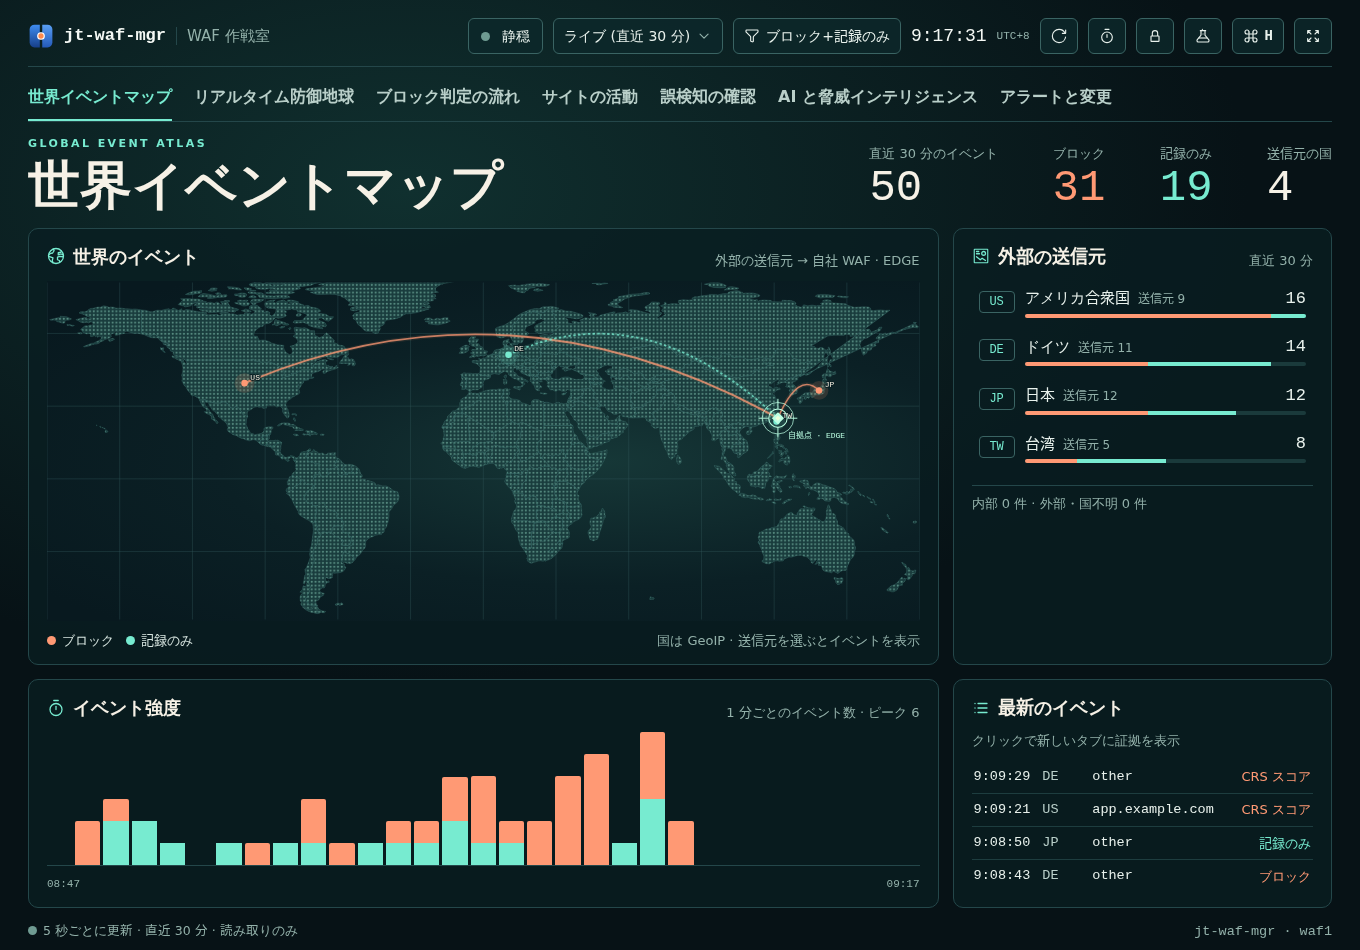 jt-waf-mgr WAF 作戦室 静穏 ライブ (直近 30 分) ブロック+記録のみ 9:17:31 UTC+8 ⌘ H
世界イベントマップ リアルタイム防御地球 ブロック判定の流れ サイトの活動 誤検知の確認 AI と脅威インテリジェンス アラートと変更
GLOBAL EVENT ATLAS
世界イベントマップ
直近 30 分のイベント ブロック 記録のみ 送信元の国
50 31 19 4
世界のイベント
外部の送信元 → 自社 WAF · EDGE
US
DE
JP
自拠点 · EDGE
ブロック 記録のみ
国は GeoIP · 送信元を選ぶとイベントを表示
外部の送信元
直近 30 分
US アメリカ合衆国 送信元 9 16
DE ドイツ 送信元 11 14
JP 日本 送信元 12 12
TW 台湾 送信元 5 8
内部 0 件 · 外部・国不明 0 件
イベント強度
1 分ごとのイベント数 · ピーク 6
08:47 09:17
最新のイベント
クリックで新しいタブに証拠を表示
9:09:29 DE other CRS スコア
9:09:21 US app.example.com CRS スコア
9:08:50 JP other 記録のみ
9:08:43 DE other ブロック
5 秒ごとに更新 · 直近 30 分 · 読み取りのみ
jt-waf-mgr · waf1